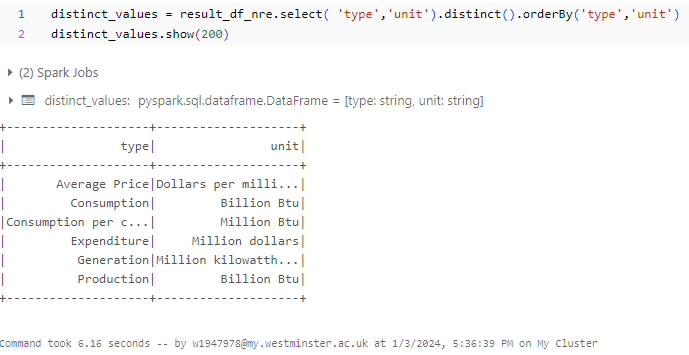 1 distinct_values = result_df_nre.select( 'type','unit').distinct().orderBy('type','unit')
2 distinct_values.show(200)
(2) Spark Jobs
distinct_values: pyspark.sql.dataframe.DataFrame = [type: string, unit: string]
+-------------------+-------------------+
|               type|               unit|
+-------------------+-------------------+
|      Average Price|Dollars per milli...|
|        Consumption|        Billion Btu|
|Consumption per c...|        Million Btu|
|        Expenditure|    Million dollars|
|         Generation|Million kilowatth...|
|         Production|        Billion Btu|
+-------------------+-------------------+
Command took 6.16 seconds -- by w1947978@my.westminster.ac.uk at 1/3/2024, 5:36:39 PM on My Cluster